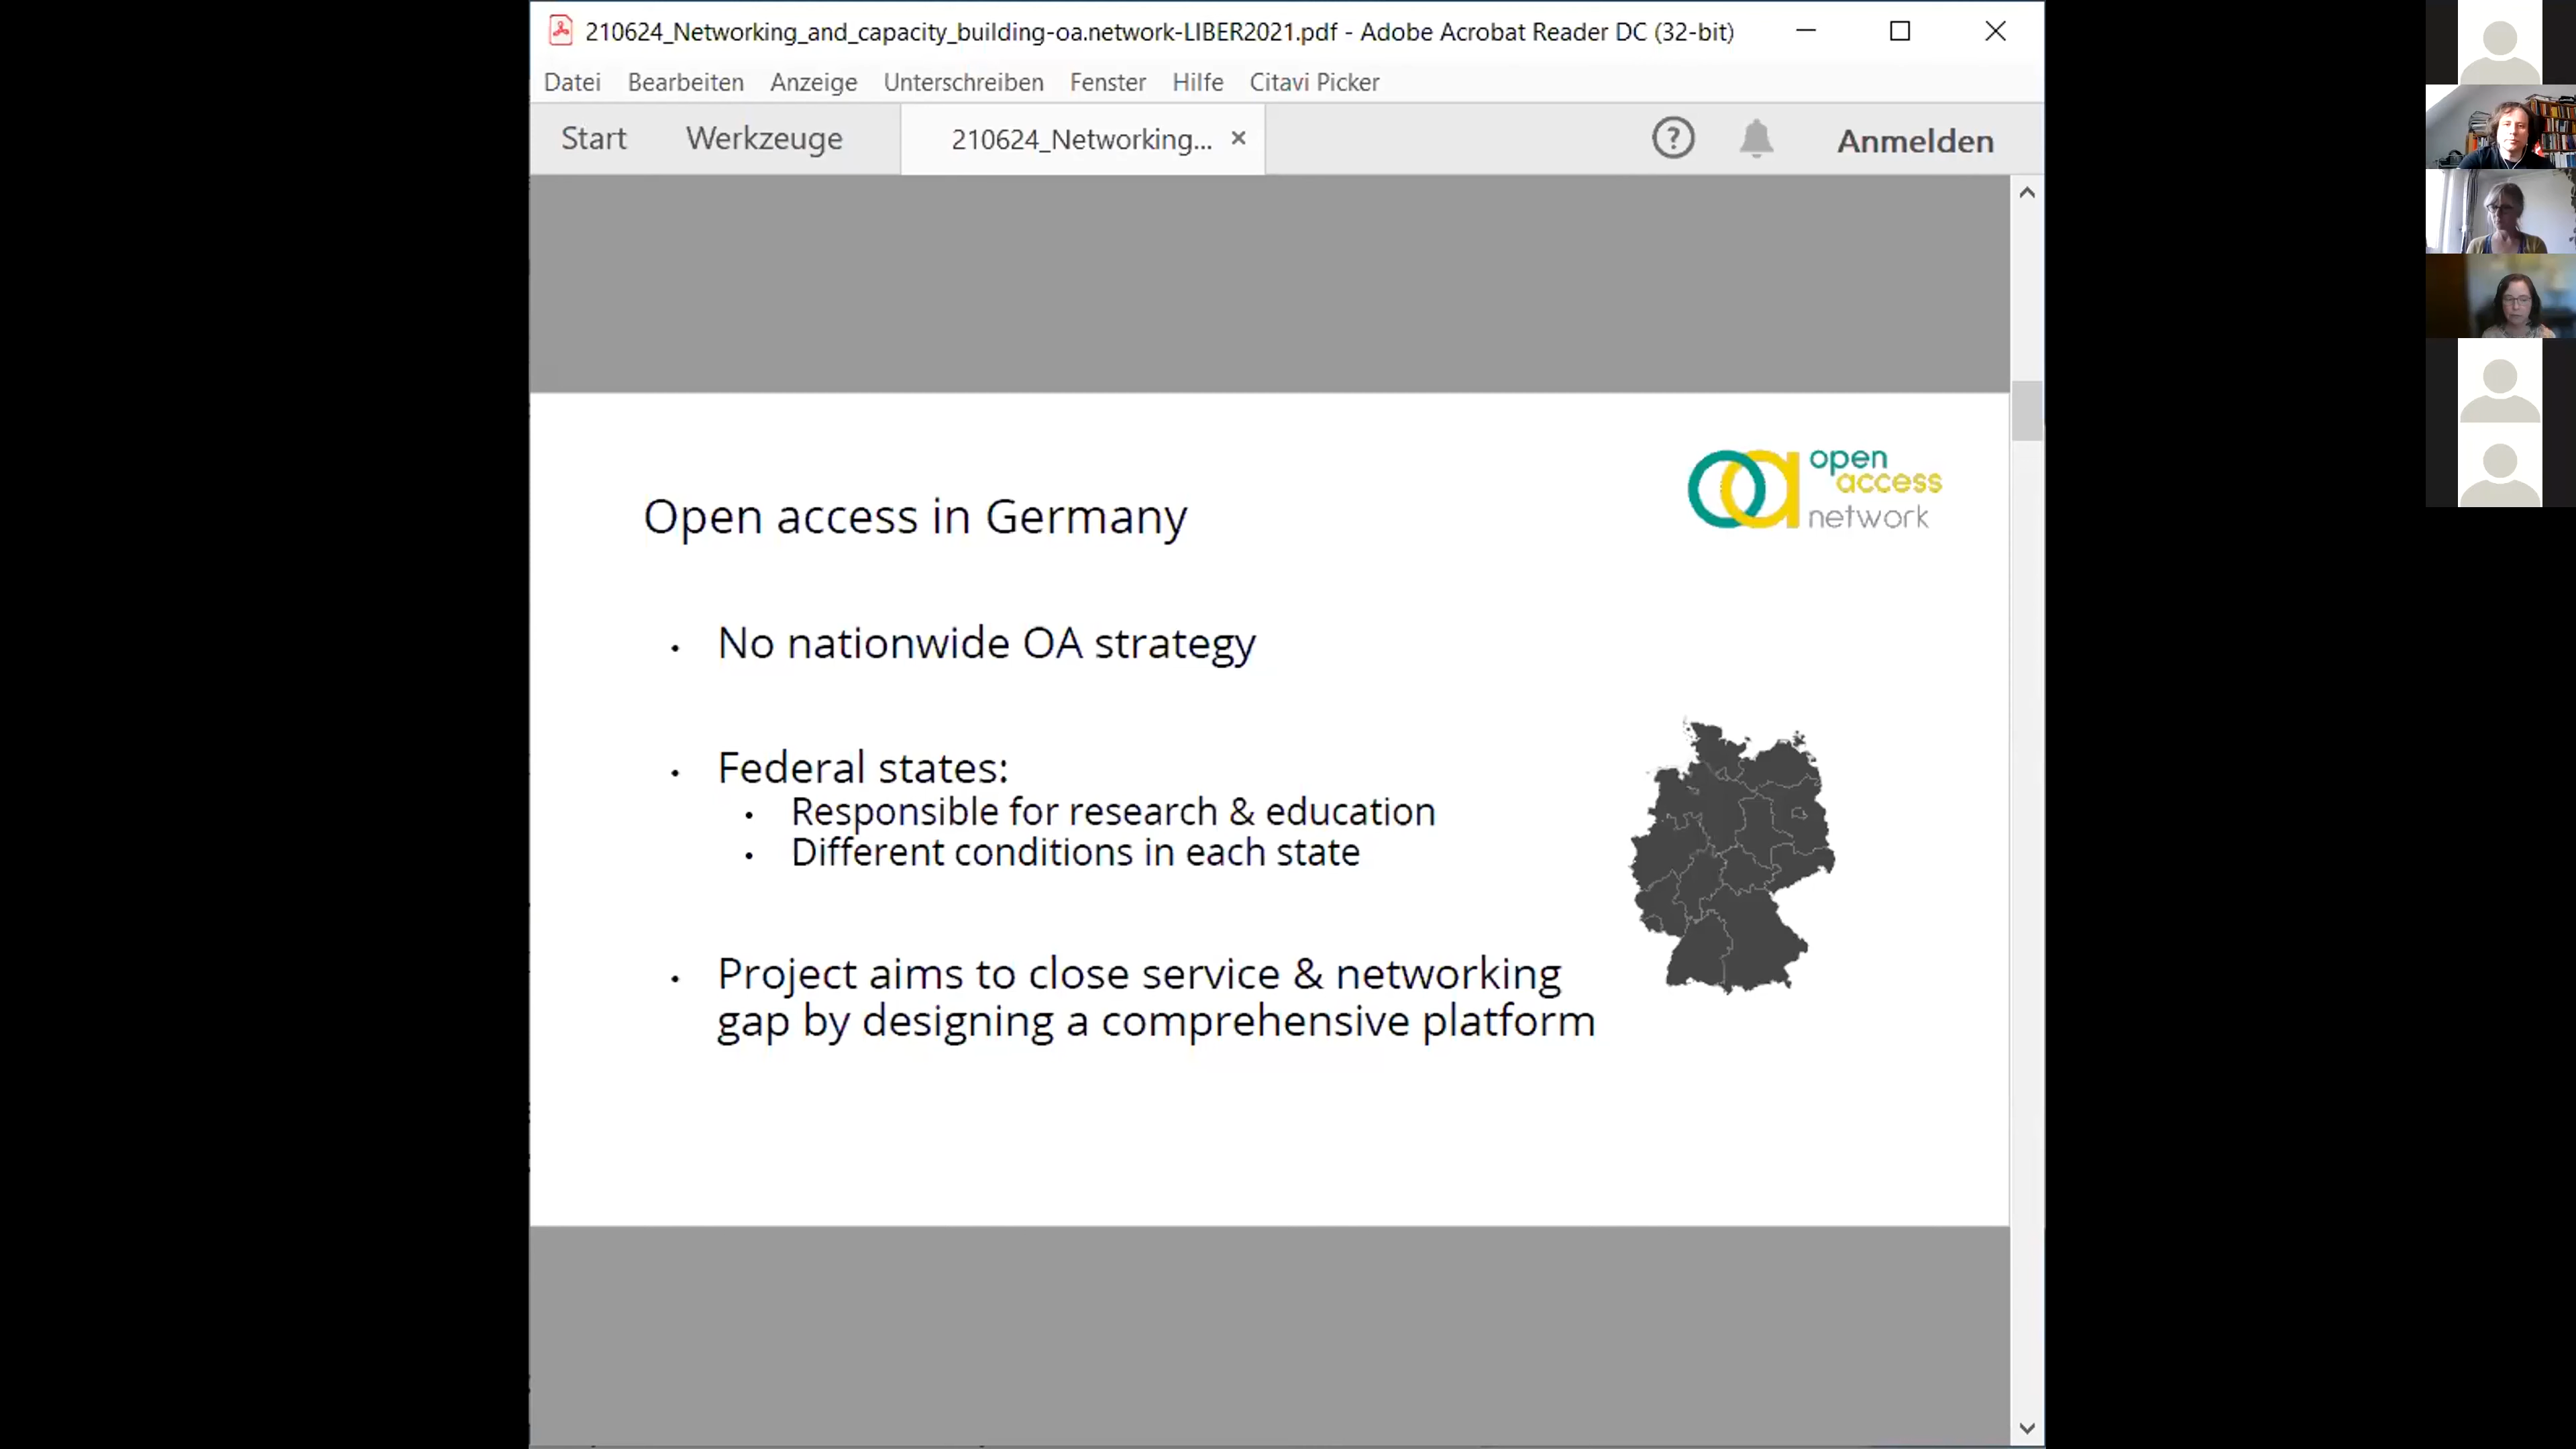 210624_Networking_and_capacity_building-oa.network-LIBER2021.pdf - Adobe Acrobat Reader DC (32-bit)
Datei Bearbeiten Anzeige Unterschreiben Fenster Hilfe Citavi Picker
Start Werkzeuge 210624_Networking... × ? Anmelden
open
access
network
Open access in Germany
• No nationwide OA strategy
• Federal states:
• Responsible for research & education
• Different conditions in each state
• Project aims to close service & networking
gap by designing a comprehensive platform